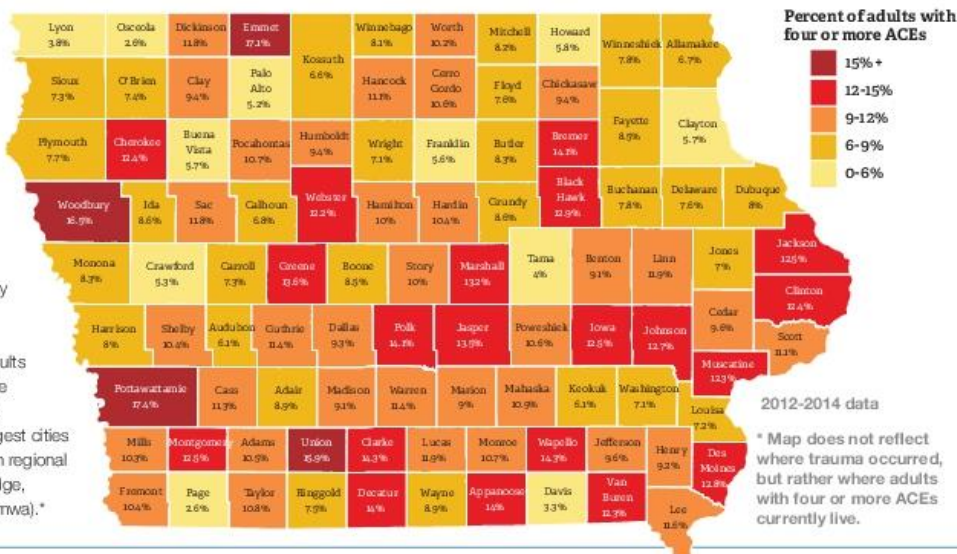 Percent of adults with
four or more ACEs
15%+
12-15%
9-12%
6-9%
0-6%
Lyon
3.8%
Osceola
2.6%
Dickinson
11.8%
Emmet
17.1%
Kossuth
6.6%
Winnebago
8.1%
Worth
10.2%
Mitchell
8.2%
Howard
5.8%
Winneshiek
7.8%
Allamakee
6.7%
Sioux
7.3%
O'Brien
7.4%
Clay
9.4%
Palo
Alto
5.2%
Hancock
11.1%
Cerro
Gordo
10.6%
Floyd
7.6%
Chickasaw
9.4%
Fayette
8.5%
Clayton
5.7%
Plymouth
7.7%
Cherokee
12.4%
Buena
Vista
5.7%
Pocahontas
10.7%
Humboldt
9.4%
Wright
7.1%
Franklin
5.6%
Butler
8.3%
Bremer
14.1%
Woodbury
16.5%
Ida
8.6%
Sac
11.8%
Calhoun
6.8%
Webster
12.2%
Hamilton
10%
Hardin
10.4%
Grundy
8.6%
Black
Hawk
12.9%
Buchanan
7.8%
Delaware
7.6%
Dubuque
8%
Monona
8.3%
Crawford
5.3%
Carroll
7.3%
Greene
13.6%
Boone
8.5%
Story
10%
Marshall
13.2%
Tama
4%
Benton
9.1%
Linn
11.9%
Jones
7%
Jackson
12.5%
Clinton
12.4%
Harrison
8%
Shelby
10.4%
Audubon
6.1%
Guthrie
11.4%
Dallas
9.3%
Polk
14.1%
Jasper
13.5%
Poweshiek
10.6%
Iowa
12.5%
Johnson
12.7%
Cedar
9.6%
Scott
11.1%
Muscatine
12.3%
Pottawattamie
17.4%
Cass
11.3%
Adair
8.9%
Madison
9.1%
Warren
11.4%
Marion
9%
Mahaska
10.9%
Keokuk
6.1%
Washington
7.1%
Louisa
7.2%
Mills
10.3%
Montgomery
12.5%
Adams
10.5%
Union
15.9%
Clarke
14.3%
Lucas
11.9%
Monroe
10.7%
Wapello
14.3%
Jefferson
9.6%
Henry
9.2%
Des
Moines
12.8%
Fremont
10.4%
Page
2.6%
Taylor
10.8%
Ringgold
7.5%
Decatur
14%
Wayne
8.9%
Appanoose
14%
Davis
3.3%
Van
Buren
12.3%
Lee
11.6%
y
ults
e
gest cities
n regional
dge,
mwa).*
2012-2014 data
* Map does not reflect
where trauma occurred,
but rather where adults
with four or more ACEs
currently live.